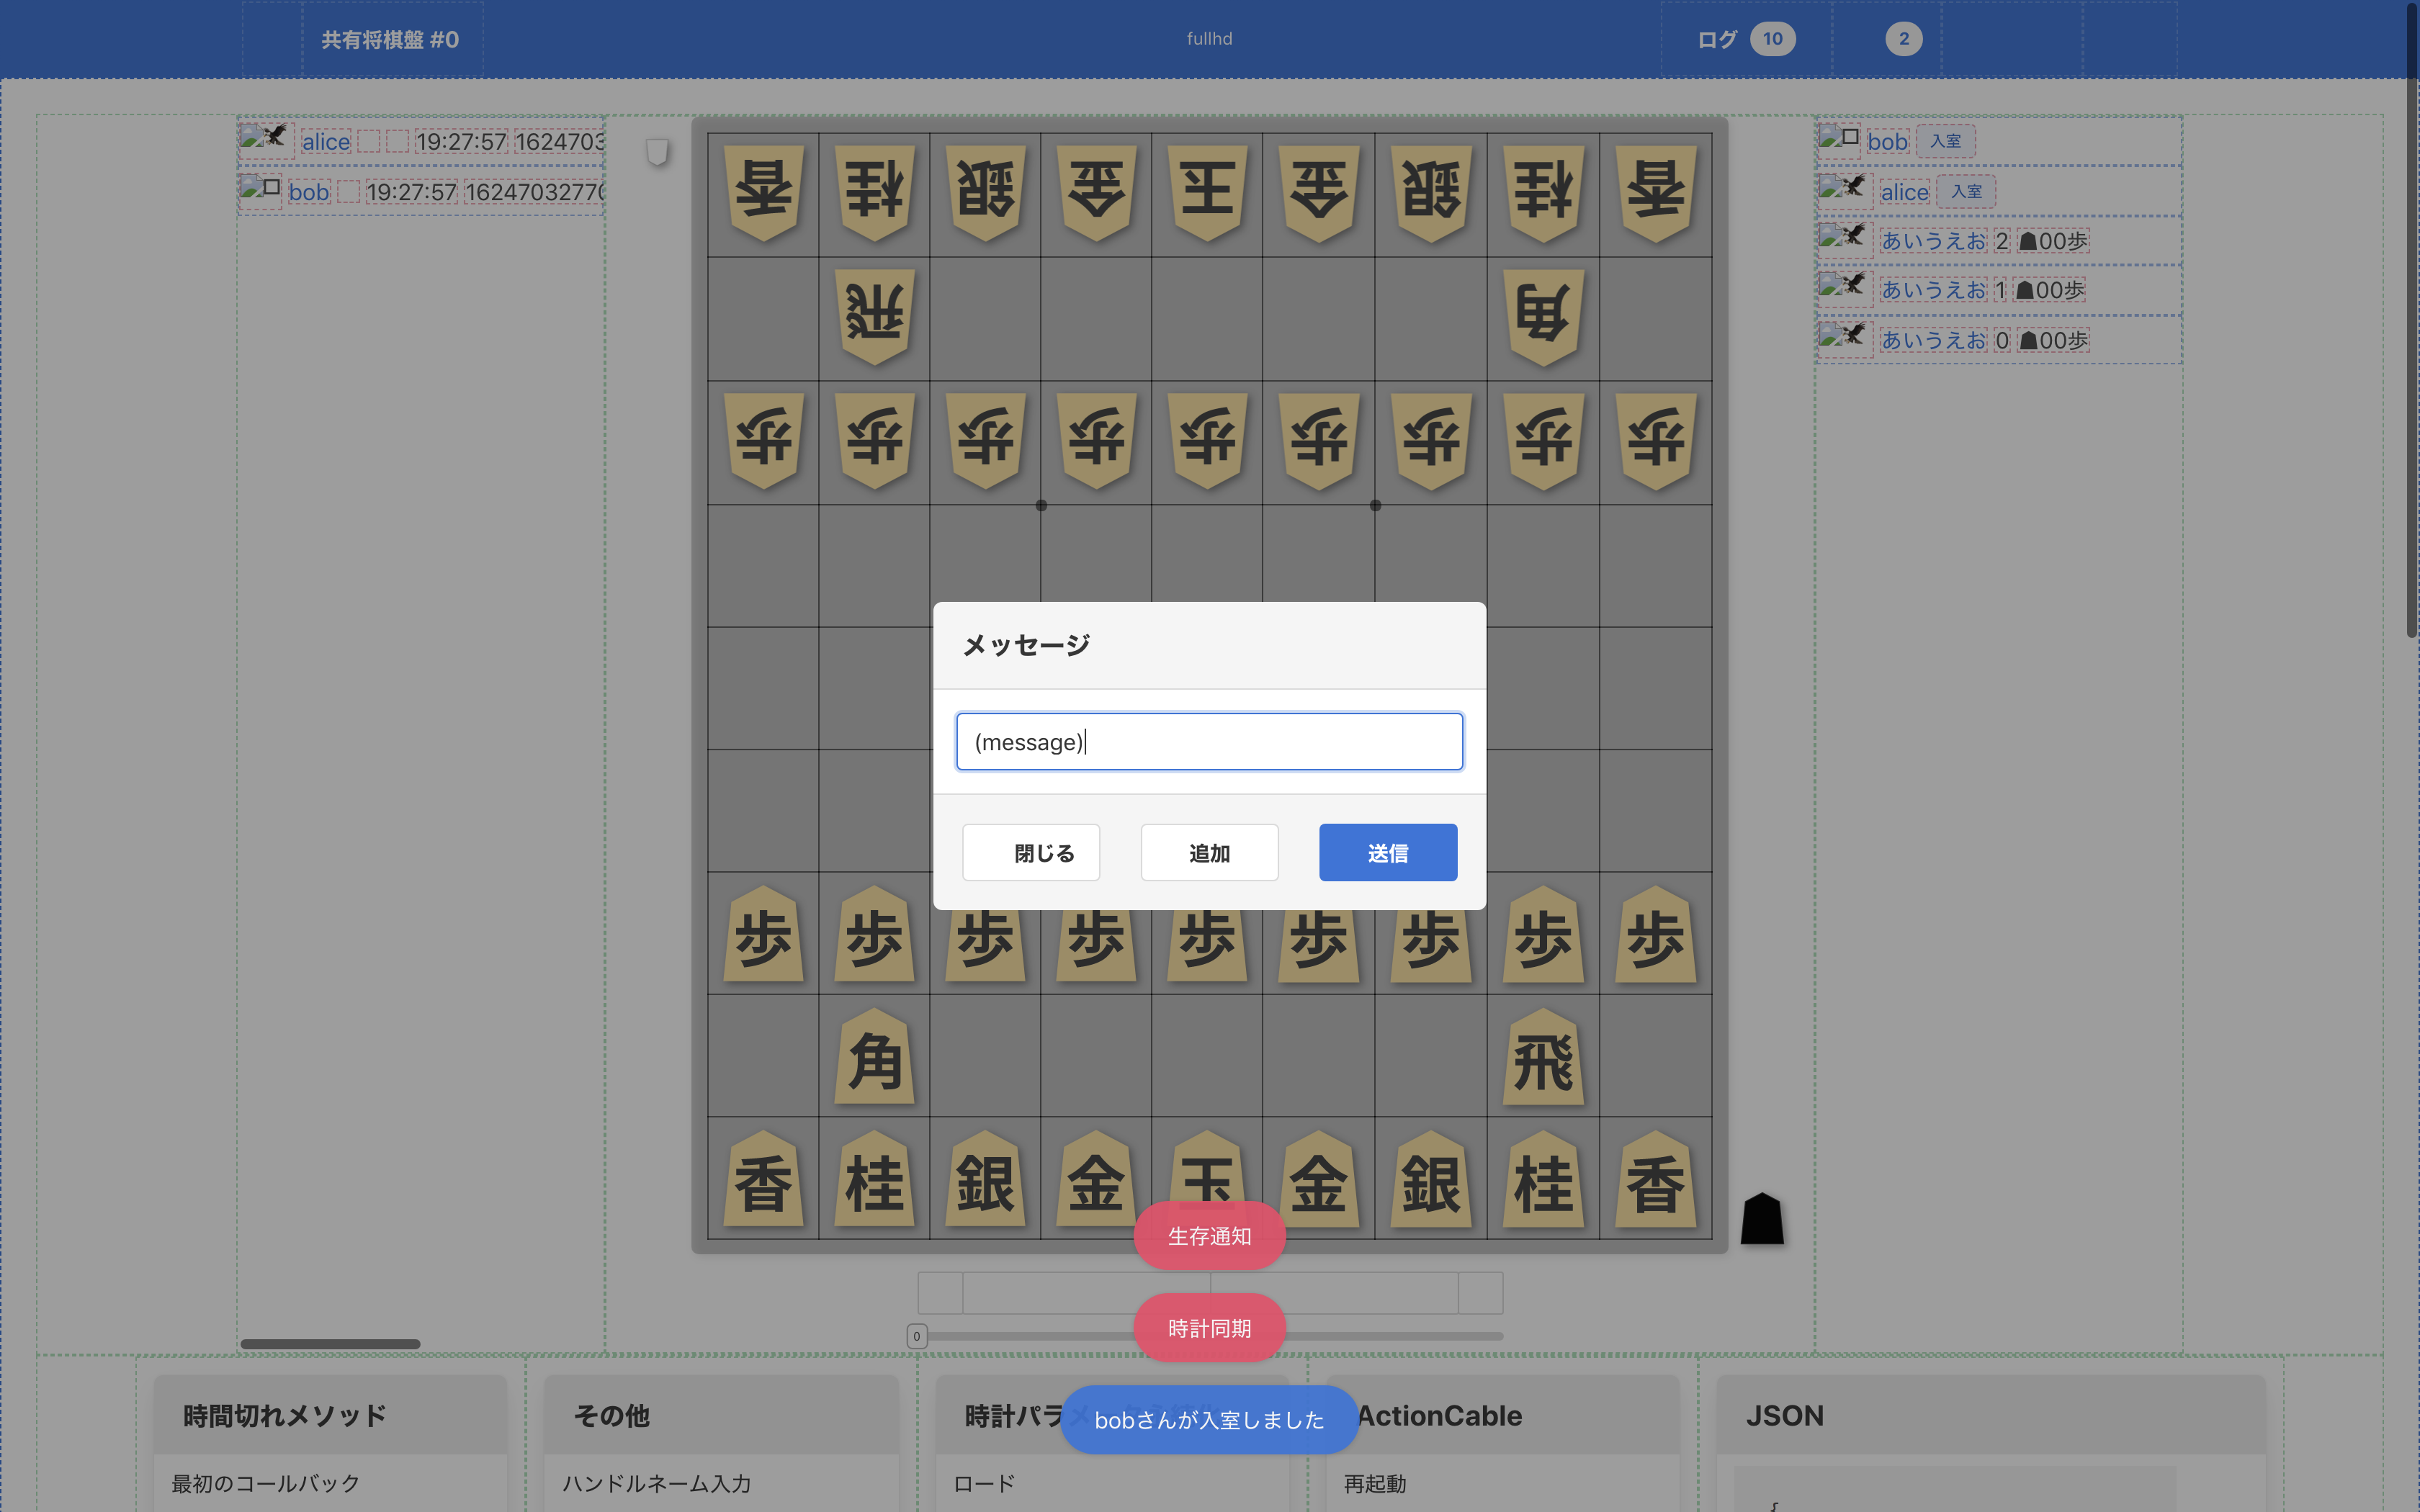 共有将棋盤 #0
fullhd
ログ 10
2
alice 19:27:57 1624703
bob 19:27:57 1624703277
bob 入室
alice 入室
あいうえお 2 ☗00歩
あいうえお 1 ☗00歩
あいうえお 0 ☗00歩
香 桂 銀 金 玉 金 銀 桂 香
飛 角
歩 歩 歩 歩 歩 歩 歩 歩 歩
メッセージ
(message)
閉じる 追加 送信
歩 歩 歩 歩 歩 歩 歩 歩 歩
角 飛
香 桂 銀 金 玉 金 銀 桂 香
生存通知
0
時計同期
bobさんが入室しました
時間切れメソッド
その他
時計パラ
ActionCable
JSON
最初のコールバック
ハンドルネーム入力
ロード
再起動
{